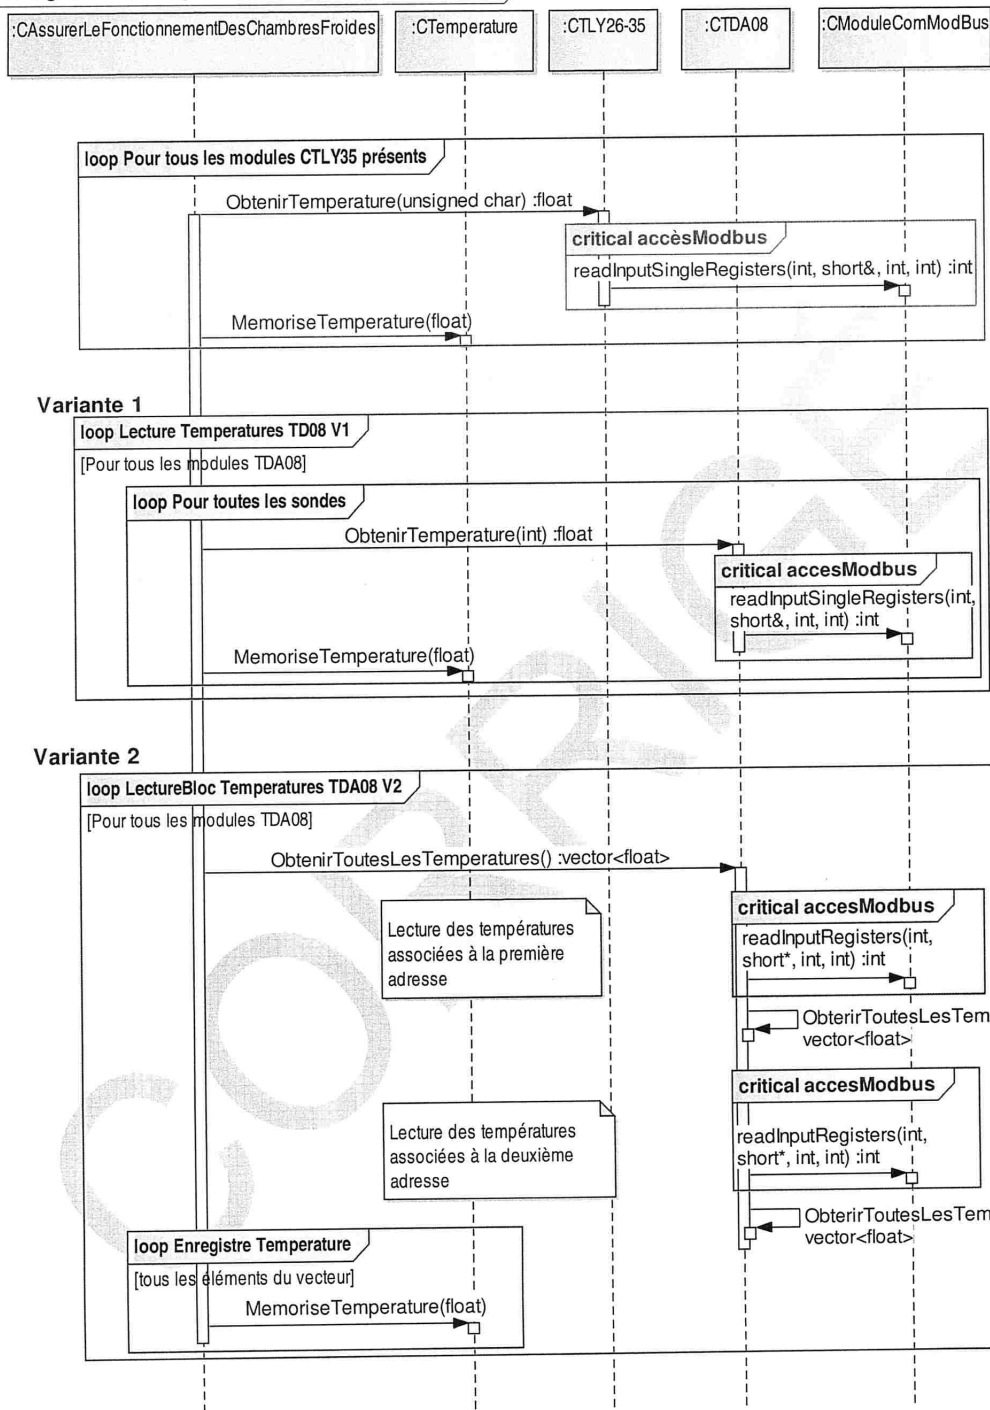 :CAssurerLeFonctionnementDesChambresFroides
:CTemperature
:CTLY26-35
:CTDA08
:CModuleComModBus
loop Pour tous les modules CTLY35 présents
ObtenirTemperature(unsigned char) :float
critical accèsModbus
readInputSingleRegisters(int, short&, int, int) :int
MemoriseTemperature(float)
Variante 1
loop Lecture Temperatures TD08 V1
[Pour tous les modules TDA08]
loop Pour toutes les sondes
ObtenirTemperature(int) :float
critical accesModbus
readInputSingleRegisters(int,
short&, int, int) :int
MemoriseTemperature(float)
Variante 2
loop LectureBloc Temperatures TDA08 V2
[Pour tous les modules TDA08]
ObtenirToutesLesTemperatures() :vector<float>
Lecture des températures
associées à la première
adresse
critical accesModbus
readInputRegisters(int,
short*, int, int) :int
ObterirToutesLesTem
vector<float>
critical accesModbus
Lecture des températures
associées à la deuxième
adresse
readInputRegisters(int,
short*, int, int) :int
ObterirToutesLesTem
vector<float>
loop Enregistre Temperature
[tous les éléments du vecteur]
MemoriseTemperature(float)
CORRIGE